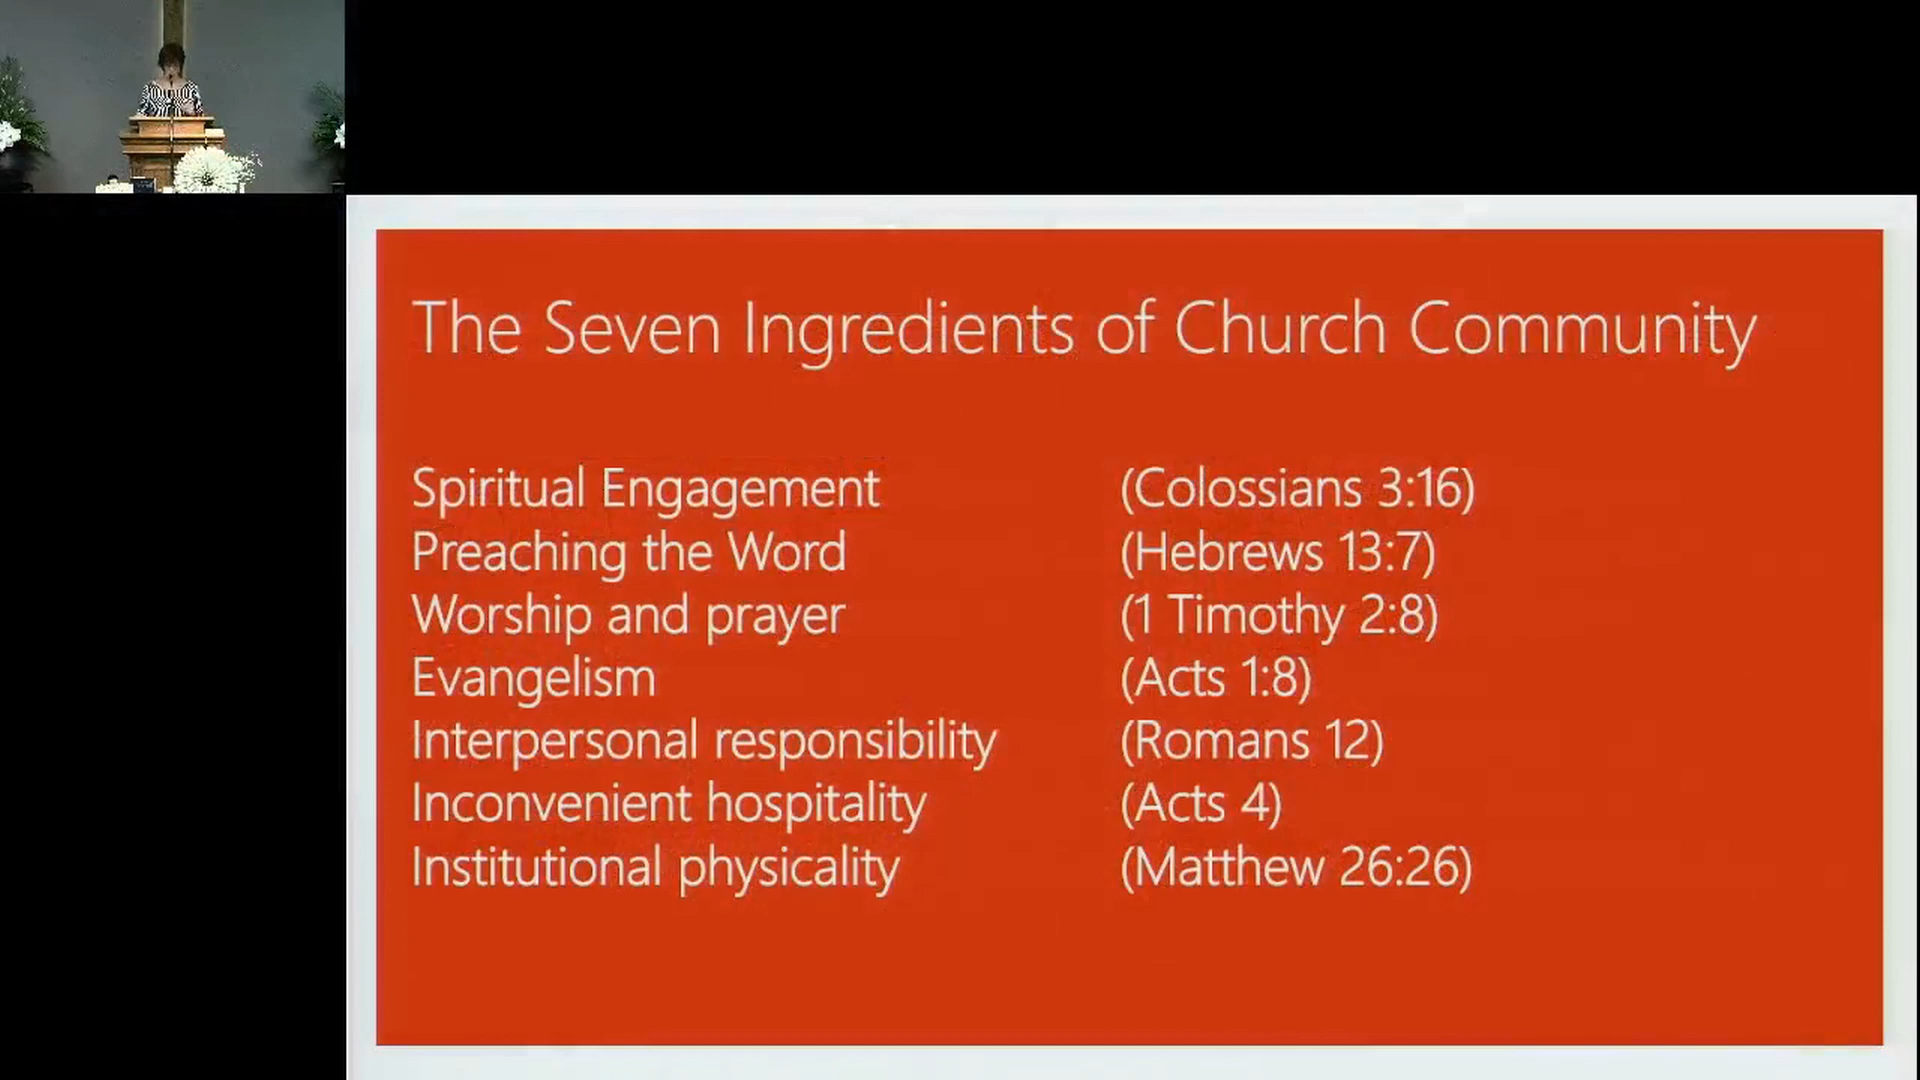 The Seven Ingredients of Church Community
Spiritual Engagement (Colossians 3:16)
Preaching the Word (Hebrews 13:7)
Worship and prayer (1 Timothy 2:8)
Evangelism (Acts 1:8)
Interpersonal responsibility (Romans 12)
Inconvenient hospitality (Acts 4)
Institutional physicality (Matthew 26:26)